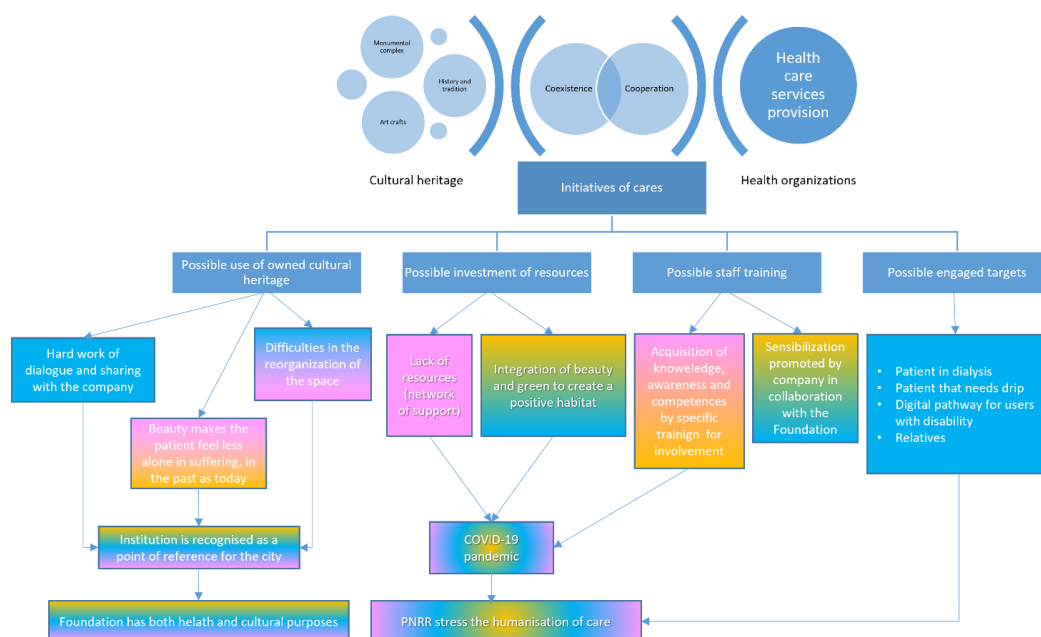 Monumental
complex
History and
tradition
Art crafts
Coexistence
Cooperation
Health
care
services
provision
Cultural heritage
Initiatives of cares
Health organizations
Possible use of owned cultural
heritage
Possible investment of resources
Possible staff training
Possible engaged targets
Hard work of
dialogue and sharing
with the company
Difficulties in the
reorganization of
the space
Lack of
resources
(network
of support)
Integration of beauty
and green to create a
positive habitat
Acquisition of
knowledge,
awareness and
competences
by specific
trainign for
involvement
Sensibilization
promoted by
company in
collaboration
with the
Foundation
• Patient in dialysis
• Patient that needs drip
• Digital pathway for users
with disability
• Relatives
Beauty makes the
patient feel less
alone in suffering, in
the past as today
Institution is recognised as a
point of reference for the city
COVID-19
pandemic
Foundation has both helath and cultural purposes
PNRR stress the humanisation of care